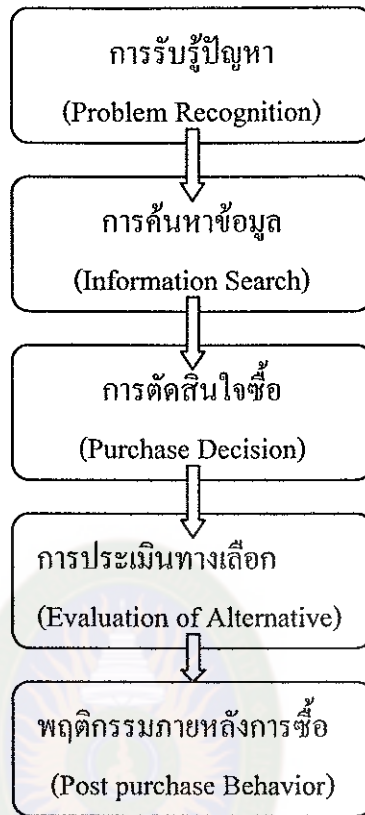 การรับรู้ปัญหา
(Problem Recognition)
การค้นหาข้อมูล
(Information Search)
การตัดสินใจซื้อ
(Purchase Decision)
การประเมินทางเลือก
(Evaluation of Alternative)
พฤติกรรมภายหลังการซื้อ
(Post purchase Behavior)